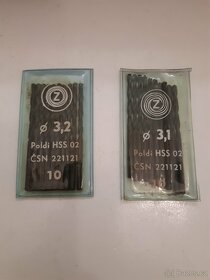 Z
ø 3,2
Poldi HSS 02
ČSN 221121
10
Z
ø 3,1
Poldi HSS 02
ČSN 221121